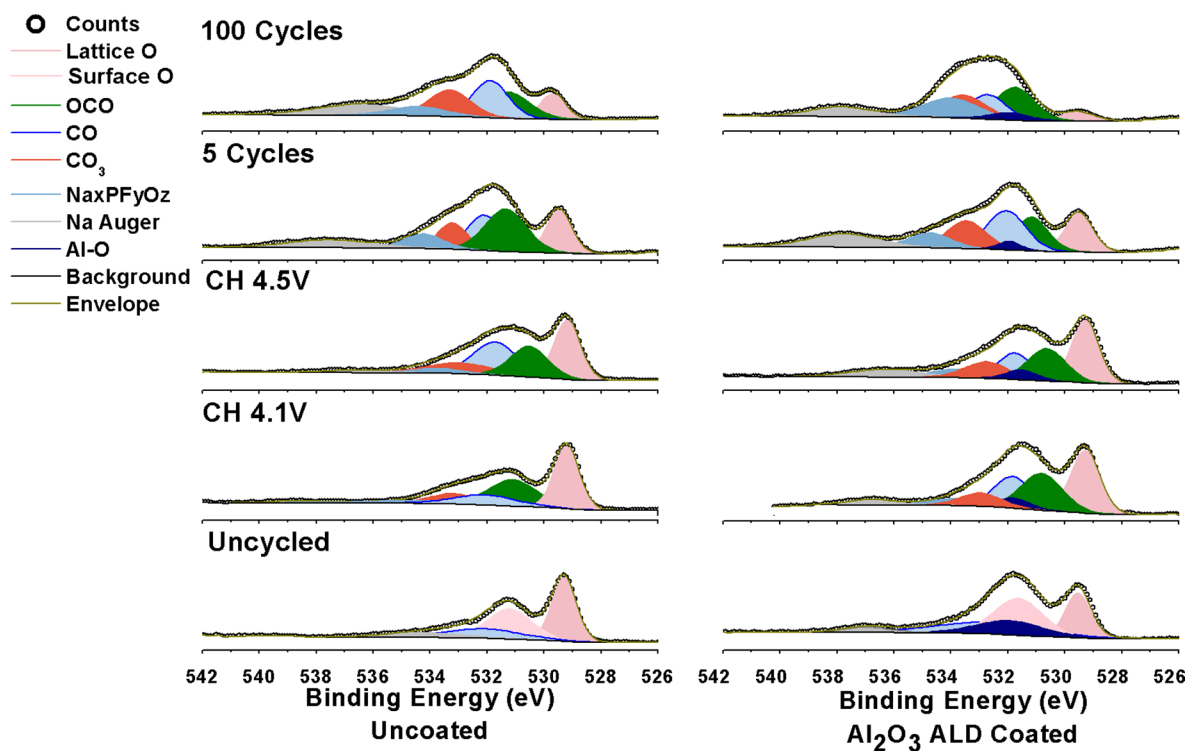 Counts
Lattice O
Surface O
OCO
CO
CO3
NaxPFyOz
Na Auger
Al-O
Background
Envelope
100 Cycles
5 Cycles
CH 4.5V
CH 4.1V
Uncycled
542 540 538 536 534 532 530 528 526
Binding Energy (eV)
Uncoated
542 540 538 536 534 532 530 528 526
Binding Energy (eV)
Al2O3 ALD Coated